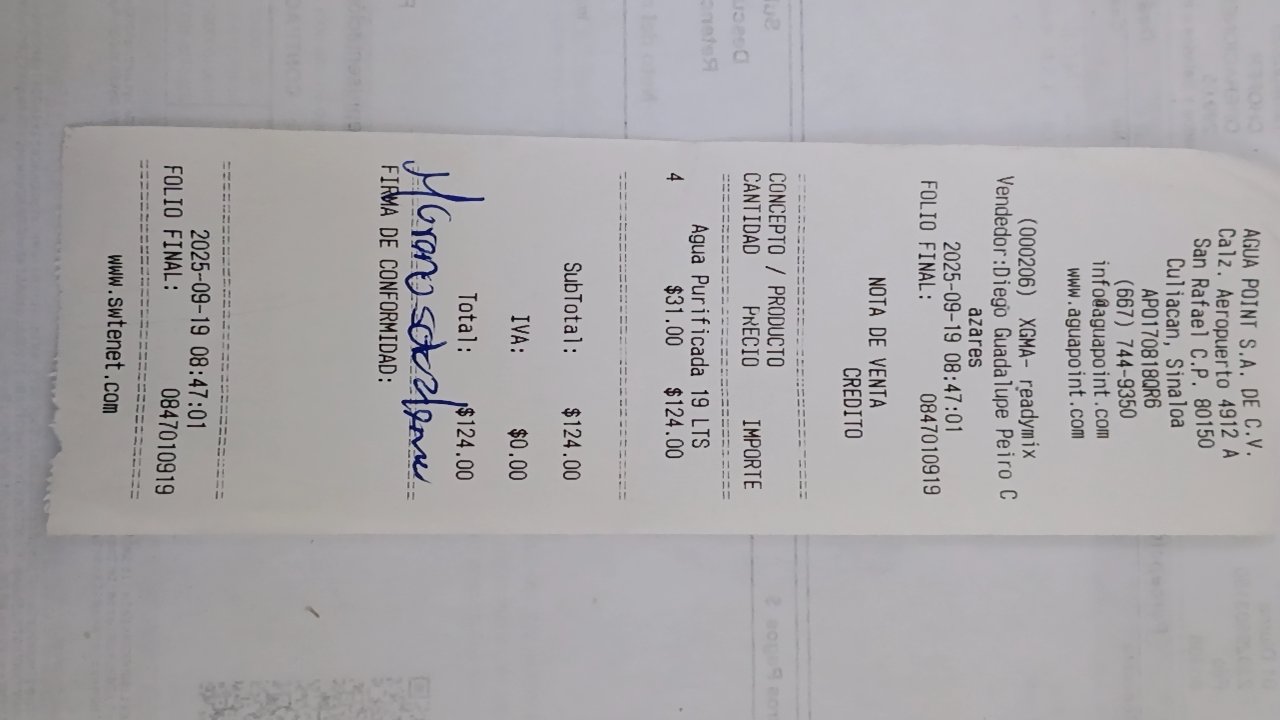 AGUA POINT S.A. DE C.V.
Calz. Aeropuerto 4912 A
San Rafael C.P. 80150
Culiacan, Sinaloa
APO170818QR6
(667) 744-9350
info@aguapoint.com
www.aguapoint.com
(000206) XGMA- readymix
Vendedor:Diego Guadalupe Peiro C
azares
2025-09-19 08:47:01
FOLIO FINAL: 0847010919
NOTA DE VENTA
CREDITO
CONCEPTO / PRODUCTO
CANTIDAD PRECIO IMPORTE
Agua Purificada 19 LTS
4 $31.00 $124.00
SubTotal: $124.00
IVA: $0.00
Total: $124.00
FIRMA DE CONFORMIDAD:
2025-09-19 08:47:01
FOLIO FINAL: 0847010919
www.swtenet.com